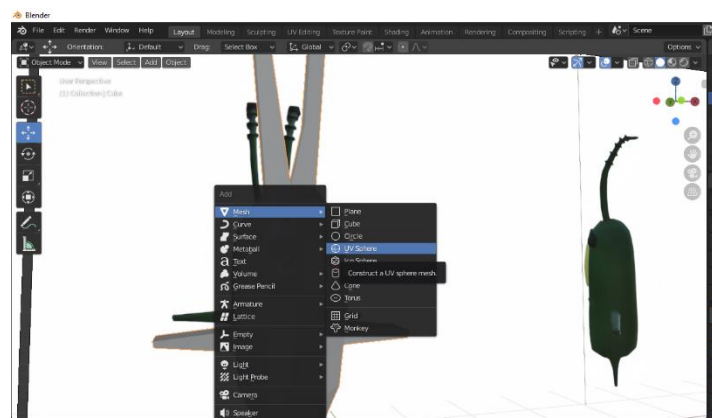 Blender
File Edit Render Window Help Layout Modeling Sculpting UV Editing Texture Paint Shading Animation Rendering Compositing Scripting + Scene
Orientation: Default Drag: Select Box Global Options
Object Mode View Select Add Object
User Perspective
(1) Collection | Cube
Add
Mesh
Curve
Surface
Metaball
Text
Volume
Grease Pencil
Armature
Lattice
Empty
Image
Light
Light Probe
Camera
Speaker
Plane
Cube
Circle
UV Sphere
Ico Sphere
Construct a UV sphere mesh.
Cone
Torus
Grid
Monkey